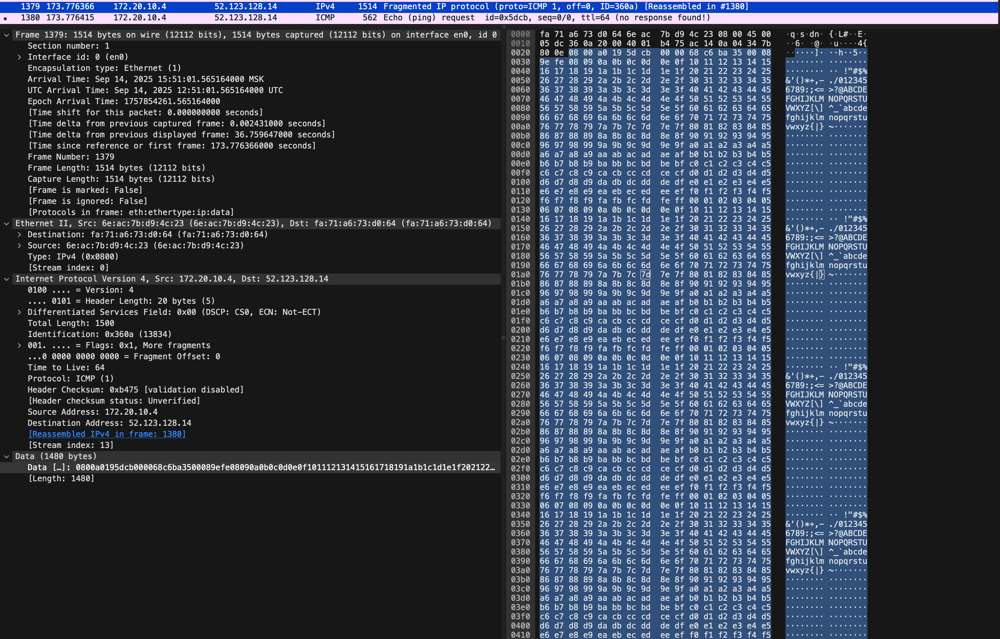 1379 173.776366 172.20.10.4 52.123.128.14 IPv4 1514 Fragmented IP protocol (proto=ICMP 1, off=0, ID=360a) [Reassembled in #1380]
1380 173.776415 172.20.10.4 52.123.128.14 ICMP 562 Echo (ping) request id=0x5dcb, seq=0/0, ttl=64 (no response found!)
Frame 1379: 1514 bytes on wire (12112 bits), 1514 bytes captured (12112 bits) on interface en0, id 0
Section number: 1
Interface id: 0 (en0)
Encapsulation type: Ethernet (1)
Arrival Time: Sep 14, 2025 15:51:01.565164000 MSK
UTC Arrival Time: Sep 14, 2025 12:51:01.565164000 UTC
Epoch Arrival Time: 1757854261.565164000
[Time shift for this packet: 0.000000000 seconds]
[Time delta from previous captured frame: 0.002431000 seconds]
[Time delta from previous displayed frame: 36.759647000 seconds]
[Time since reference or first frame: 173.776366000 seconds]
Frame Number: 1379
Frame Length: 1514 bytes (12112 bits)
Capture Length: 1514 bytes (12112 bits)
[Frame is marked: False]
[Frame is ignored: False]
[Protocols in frame: eth:ethertype:ip:data]
Ethernet II, Src: 6e:ac:7b:d9:4c:23 (6e:ac:7b:d9:4c:23), Dst: fa:71:a6:73:d0:64 (fa:71:a6:73:d0:64)
Destination: fa:71:a6:73:d0:64 (fa:71:a6:73:d0:64)
Source: 6e:ac:7b:d9:4c:23 (6e:ac:7b:d9:4c:23)
Type: IPv4 (0x0800)
[Stream index: 0]
Internet Protocol Version 4, Src: 172.20.10.4, Dst: 52.123.128.14
0100 .... = Version: 4
.... 0101 = Header Length: 20 bytes (5)
Differentiated Services Field: 0x00 (DSCP: CS0, ECN: Not-ECT)
Total Length: 1500
Identification: 0x360a (13834)
001. .... = Flags: 0x1, More fragments
...0 0000 0000 0000 = Fragment Offset: 0
Time to Live: 64
Protocol: ICMP (1)
Header Checksum: 0xb475 [validation disabled]
[Header checksum status: Unverified]
Source Address: 172.20.10.4
Destination Address: 52.123.128.14
[Reassembled IPv4 in frame: 1380]
[Stream index: 13]
Data (1480 bytes)
Data […]: 0800a0195dcb000068c6ba3500089efe08090a0b0c0d0e0f101112131415161718191a1b1c1d1e1f202122…
[Length: 1480]
0000 fa 71 a6 73 d0 64 6e ac 7b d9 4c 23 08 00 45 00 ·q·s·dn· {·L#··E·
0010 05 dc 36 0a 20 00 40 01 b4 75 ac 14 0a 04 34 7b ··6· ·@· ·u····4{
0020 80 0e 08 00 a0 19 5d cb 00 00 68 c6 ba 35 00 08 ······]· ··h··5··
0030 9e fe 08 09 0a 0b 0c 0d 0e 0f 10 11 12 13 14 15 ········ ········
0040 16 17 18 19 1a 1b 1c 1d 1e 1f 20 21 22 23 24 25 ········ ·· !"#$%
0050 26 27 28 29 2a 2b 2c 2d 2e 2f 30 31 32 33 34 35 &'()*+,- ./012345
0060 36 37 38 39 3a 3b 3c 3d 3e 3f 40 41 42 43 44 45 6789:;<= >?@ABCDE
0070 46 47 48 49 4a 4b 4c 4d 4e 4f 50 51 52 53 54 55 FGHIJKLM NOPQRSTU
0080 56 57 58 59 5a 5b 5c 5d 5e 5f 60 61 62 63 64 65 VWXYZ[\] ^_`abcde
0090 66 67 68 69 6a 6b 6c 6d 6e 6f 70 71 72 73 74 75 fghijklm nopqrstu
00a0 76 77 78 79 7a 7b 7c 7d 7e 7f 80 81 82 83 84 85 vwxyz{|} ~·······
00b0 86 87 88 89 8a 8b 8c 8d 8e 8f 90 91 92 93 94 95 ········ ········
00c0 96 97 98 99 9a 9b 9c 9d 9e 9f a0 a1 a2 a3 a4 a5 ········ ········
00d0 a6 a7 a8 a9 aa ab ac ad ae af b0 b1 b2 b3 b4 b5 ········ ········
00e0 b6 b7 b8 b9 ba bb bc bd be bf c0 c1 c2 c3 c4 c5 ········ ········
00f0 c6 c7 c8 c9 ca cb cc cd ce cf d0 d1 d2 d3 d4 d5 ········ ········
0100 d6 d7 d8 d9 da db dc dd de df e0 e1 e2 e3 e4 e5 ········ ········
0110 e6 e7 e8 e9 ea eb ec ed ee ef f0 f1 f2 f3 f4 f5 ········ ········
0120 f6 f7 f8 f9 fa fb fc fd fe ff 00 01 02 03 04 05 ········ ········
0130 06 07 08 09 0a 0b 0c 0d 0e 0f 10 11 12 13 14 15 ········ ········
0140 16 17 18 19 1a 1b 1c 1d 1e 1f 20 21 22 23 24 25 ········ ·· !"#$%
0150 26 27 28 29 2a 2b 2c 2d 2e 2f 30 31 32 33 34 35 &'()*+,- ./012345
0160 36 37 38 39 3a 3b 3c 3d 3e 3f 40 41 42 43 44 45 6789:;<= >?@ABCDE
0170 46 47 48 49 4a 4b 4c 4d 4e 4f 50 51 52 53 54 55 FGHIJKLM NOPQRSTU
0180 56 57 58 59 5a 5b 5c 5d 5e 5f 60 61 62 63 64 65 VWXYZ[\] ^_`abcde
0190 66 67 68 69 6a 6b 6c 6d 6e 6f 70 71 72 73 74 75 fghijklm nopqrstu
01a0 76 77 78 79 7a 7b 7c 7d 7e 7f 80 81 82 83 84 85 vwxyz{|} ~·······
01b0 86 87 88 89 8a 8b 8c 8d 8e 8f 90 91 92 93 94 95 ········ ········
01c0 96 97 98 99 9a 9b 9c 9d 9e 9f a0 a1 a2 a3 a4 a5 ········ ········
01d0 a6 a7 a8 a9 aa ab ac ad ae af b0 b1 b2 b3 b4 b5 ········ ········
01e0 b6 b7 b8 b9 ba bb bc bd be bf c0 c1 c2 c3 c4 c5 ········ ········
01f0 c6 c7 c8 c9 ca cb cc cd ce cf d0 d1 d2 d3 d4 d5 ········ ········
0200 d6 d7 d8 d9 da db dc dd de df e0 e1 e2 e3 e4 e5 ········ ········
0210 e6 e7 e8 e9 ea eb ec ed ee ef f0 f1 f2 f3 f4 f5 ········ ········
0220 f6 f7 f8 f9 fa fb fc fd fe ff 00 01 02 03 04 05 ········ ········
0230 06 07 08 09 0a 0b 0c 0d 0e 0f 10 11 12 13 14 15 ········ ········
0240 16 17 18 19 1a 1b 1c 1d 1e 1f 20 21 22 23 24 25 ········ ·· !"#$%
0250 26 27 28 29 2a 2b 2c 2d 2e 2f 30 31 32 33 34 35 &'()*+,- ./012345
0260 36 37 38 39 3a 3b 3c 3d 3e 3f 40 41 42 43 44 45 6789:;<= >?@ABCDE
0270 46 47 48 49 4a 4b 4c 4d 4e 4f 50 51 52 53 54 55 FGHIJKLM NOPQRSTU
0280 56 57 58 59 5a 5b 5c 5d 5e 5f 60 61 62 63 64 65 VWXYZ[\] ^_`abcde
0290 66 67 68 69 6a 6b 6c 6d 6e 6f 70 71 72 73 74 75 fghijklm nopqrstu
02a0 76 77 78 79 7a 7b 7c 7d 7e 7f 80 81 82 83 84 85 vwxyz{|} ~·······
02b0 86 87 88 89 8a 8b 8c 8d 8e 8f 90 91 92 93 94 95 ········ ········
02c0 96 97 98 99 9a 9b 9c 9d 9e 9f a0 a1 a2 a3 a4 a5 ········ ········
02d0 a6 a7 a8 a9 aa ab ac ad ae af b0 b1 b2 b3 b4 b5 ········ ········
02e0 b6 b7 b8 b9 ba bb bc bd be bf c0 c1 c2 c3 c4 c5 ········ ········
02f0 c6 c7 c8 c9 ca cb cc cd ce cf d0 d1 d2 d3 d4 d5 ········ ········
0300 d6 d7 d8 d9 da db dc dd de df e0 e1 e2 e3 e4 e5 ········ ········
0310 e6 e7 e8 e9 ea eb ec ed ee ef f0 f1 f2 f3 f4 f5 ········ ········
0320 f6 f7 f8 f9 fa fb fc fd fe ff 00 01 02 03 04 05 ········ ········
0330 06 07 08 09 0a 0b 0c 0d 0e 0f 10 11 12 13 14 15 ········ ········
0340 16 17 18 19 1a 1b 1c 1d 1e 1f 20 21 22 23 24 25 ········ ·· !"#$%
0350 26 27 28 29 2a 2b 2c 2d 2e 2f 30 31 32 33 34 35 &'()*+,- ./012345
0360 36 37 38 39 3a 3b 3c 3d 3e 3f 40 41 42 43 44 45 6789:;<= >?@ABCDE
0370 46 47 48 49 4a 4b 4c 4d 4e 4f 50 51 52 53 54 55 FGHIJKLM NOPQRSTU
0380 56 57 58 59 5a 5b 5c 5d 5e 5f 60 61 62 63 64 65 VWXYZ[\] ^_`abcde
0390 66 67 68 69 6a 6b 6c 6d 6e 6f 70 71 72 73 74 75 fghijklm nopqrstu
03a0 76 77 78 79 7a 7b 7c 7d 7e 7f 80 81 82 83 84 85 vwxyz{|} ~·······
03b0 86 87 88 89 8a 8b 8c 8d 8e 8f 90 91 92 93 94 95 ········ ········
03c0 96 97 98 99 9a 9b 9c 9d 9e 9f a0 a1 a2 a3 a4 a5 ········ ········
03d0 a6 a7 a8 a9 aa ab ac ad ae af b0 b1 b2 b3 b4 b5 ········ ········
03e0 b6 b7 b8 b9 ba bb bc bd be bf c0 c1 c2 c3 c4 c5 ········ ········
03f0 c6 c7 c8 c9 ca cb cc cd ce cf d0 d1 d2 d3 d4 d5 ········ ········
0400 d6 d7 d8 d9 da db dc dd de df e0 e1 e2 e3 e4 e5 ········ ········
0410 e6 e7 e8 e9 ea eb ec ed ee ef f0 f1 f2 f3 f4 f5 ········ ········